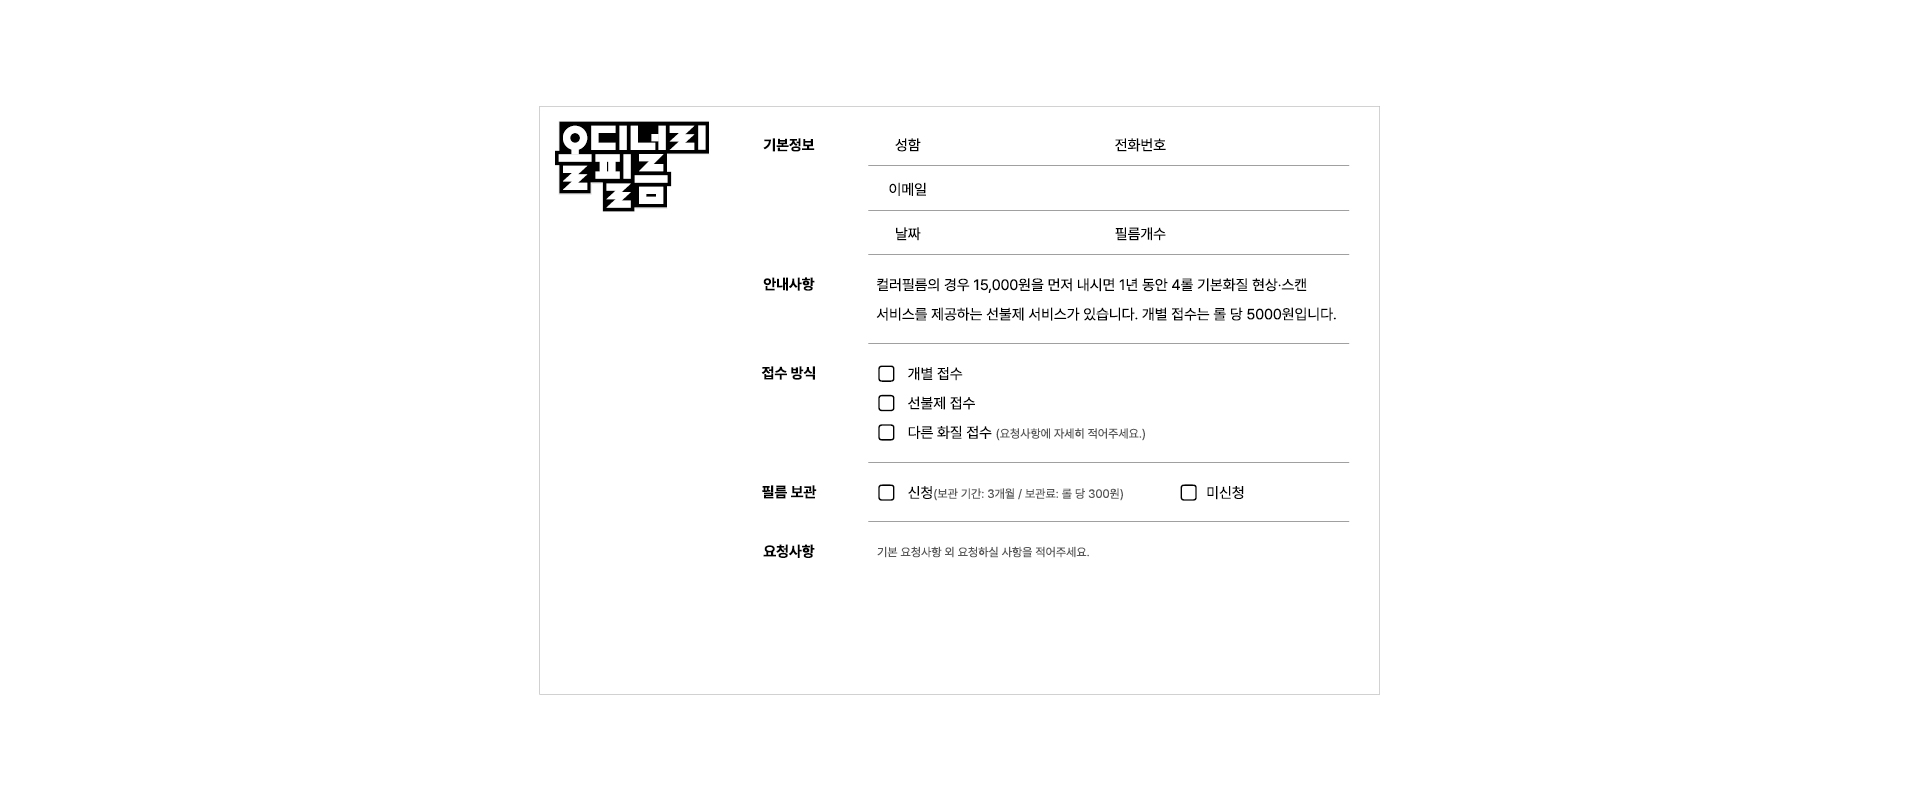 오디너리
올필름
기본정보
성함 전화번호
이메일
날짜 필름개수
안내사항
컬러필름의 경우 15,000원을 먼저 내시면 1년 동안 4롤 기본화질 현상·스캔
서비스를 제공하는 선불제 서비스가 있습니다. 개별 접수는 롤 당 5000원입니다.
접수 방식
개별 접수
선불제 접수
다른 화질 접수 (요청사항에 자세히 적어주세요.)
필름 보관
신청(보관 기간: 3개월 / 보관료: 롤 당 300원) 미신청
요청사항
기본 요청사항 외 요청하실 사항을 적어주세요.